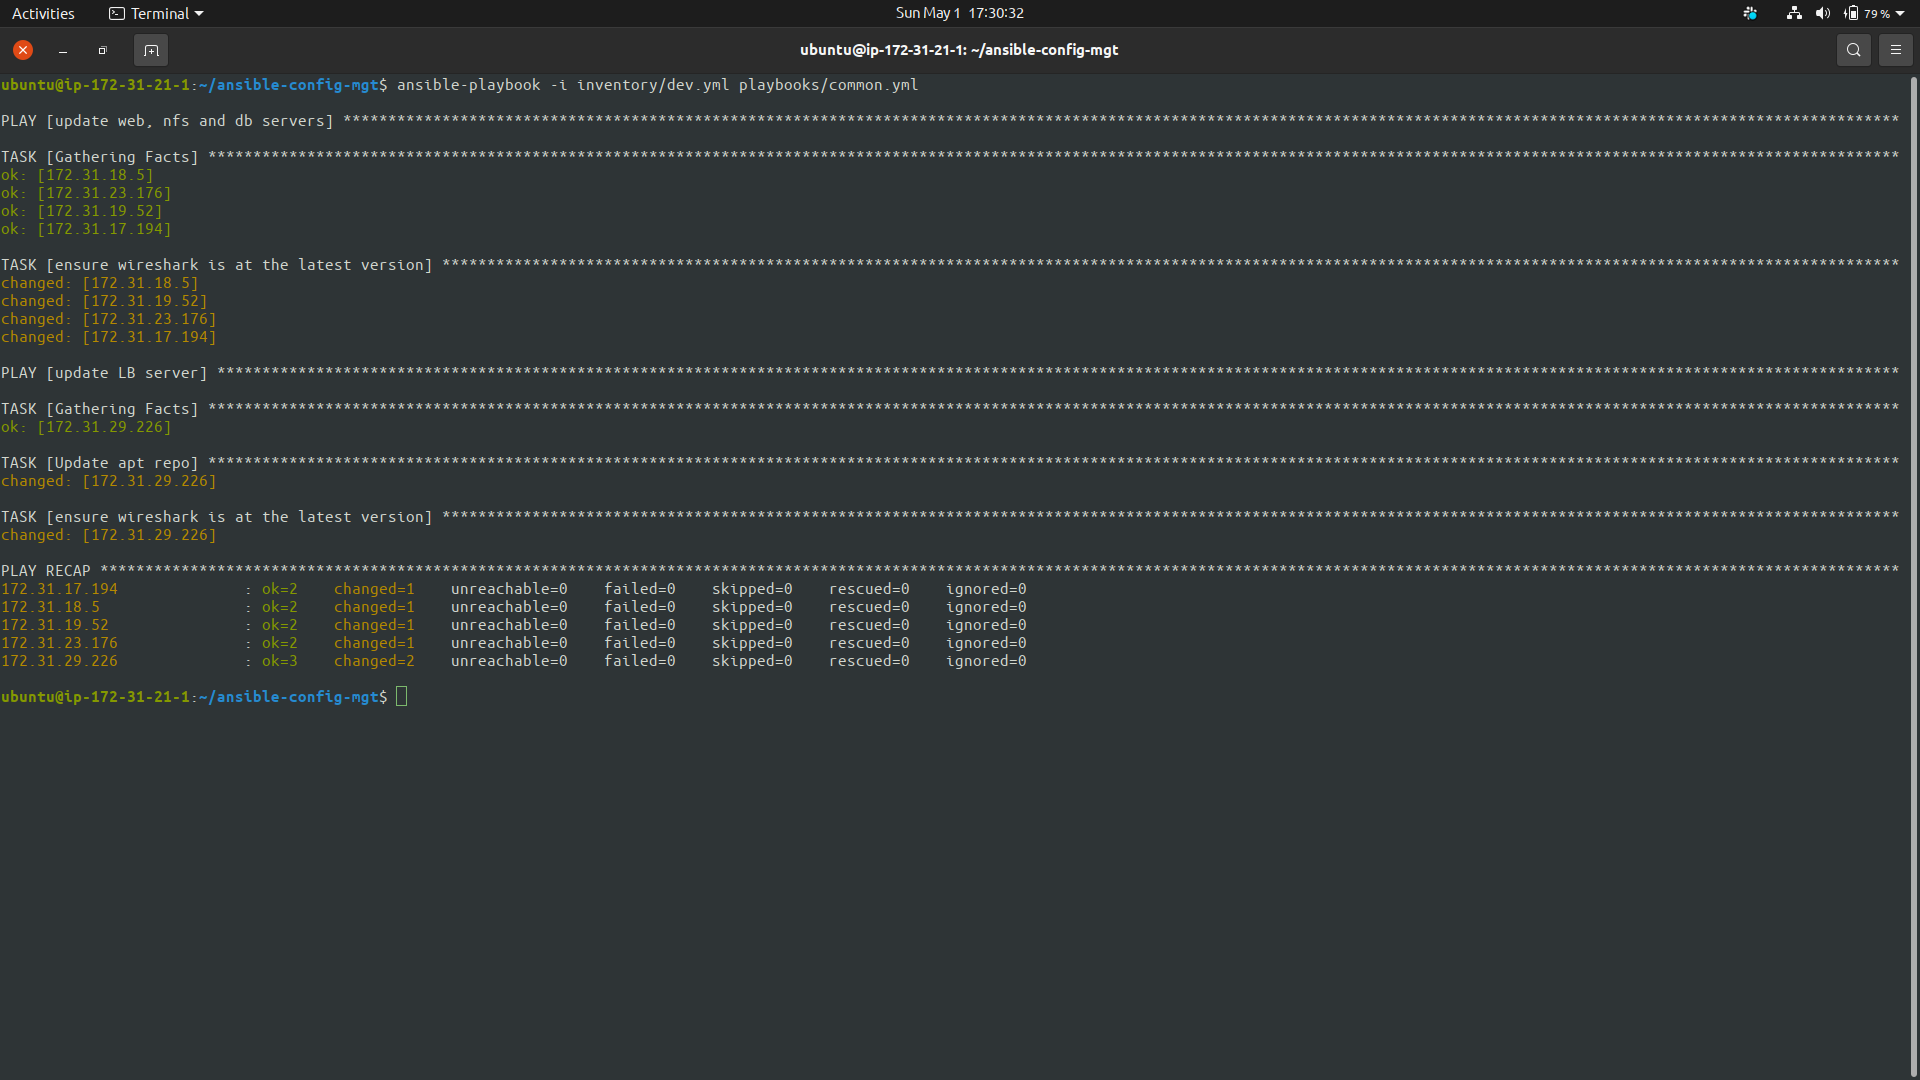 Activities Terminal Sun May 1 17:30:32 79 %
ubuntu@ip-172-31-21-1: ~/ansible-config-mgt
ubuntu@ip-172-31-21-1:~/ansible-config-mgt$ ansible-playbook -i inventory/dev.yml playbooks/common.yml
PLAY [update web, nfs and db servers] *****************************************************************************************************************************************************************************
TASK [Gathering Facts] ********************************************************************************************************************************************************************************************
ok: [172.31.18.5]
ok: [172.31.23.176]
ok: [172.31.19.52]
ok: [172.31.17.194]
TASK [ensure wireshark is at the latest version] ******************************************************************************************************************************************************************
changed: [172.31.18.5]
changed: [172.31.19.52]
changed: [172.31.23.176]
changed: [172.31.17.194]
PLAY [update LB server] *******************************************************************************************************************************************************************************************
TASK [Gathering Facts] ********************************************************************************************************************************************************************************************
ok: [172.31.29.226]
TASK [Update apt repo] ********************************************************************************************************************************************************************************************
changed: [172.31.29.226]
TASK [ensure wireshark is at the latest version] ******************************************************************************************************************************************************************
changed: [172.31.29.226]
PLAY RECAP ********************************************************************************************************************************************************************************************************
172.31.17.194 : ok=2 changed=1 unreachable=0 failed=0 skipped=0 rescued=0 ignored=0
172.31.18.5 : ok=2 changed=1 unreachable=0 failed=0 skipped=0 rescued=0 ignored=0
172.31.19.52 : ok=2 changed=1 unreachable=0 failed=0 skipped=0 rescued=0 ignored=0
172.31.23.176 : ok=2 changed=1 unreachable=0 failed=0 skipped=0 rescued=0 ignored=0
172.31.29.226 : ok=3 changed=2 unreachable=0 failed=0 skipped=0 rescued=0 ignored=0
ubuntu@ip-172-31-21-1:~/ansible-config-mgt$